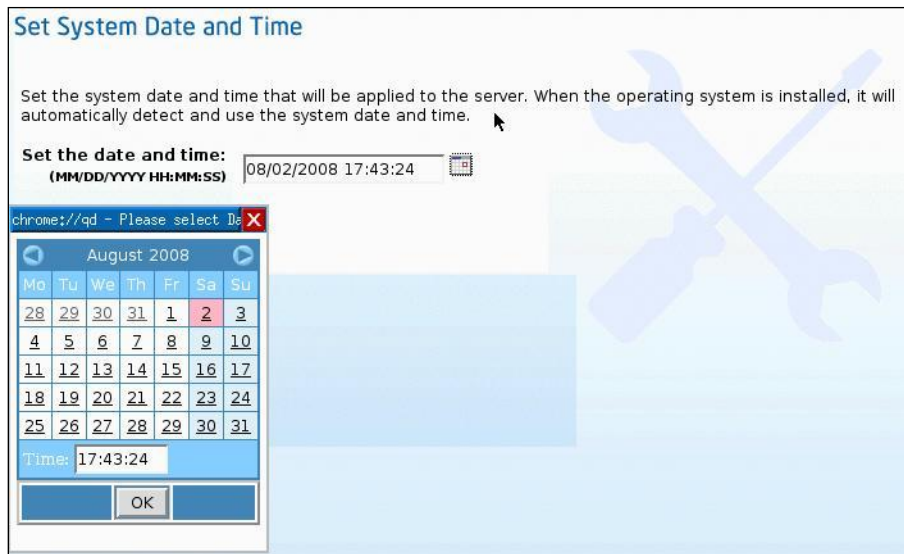 Set System Date and Time
Set the system date and time that will be applied to the server. When the operating system is installed, it will
automatically detect and use the system date and time.
Set the date and time:
(MM/DD/YYYY HH:MM:SS)
08/02/2008 17:43:24
chrome://qd - Please select Da
August 2008
Mo Tu We Th Fr Sa Su
28 29 30 31 1 2 3
4 5 6 7 8 9 10
11 12 13 14 15 16 17
18 19 20 21 22 23 24
25 26 27 28 29 30 31
Time: 17:43:24
OK